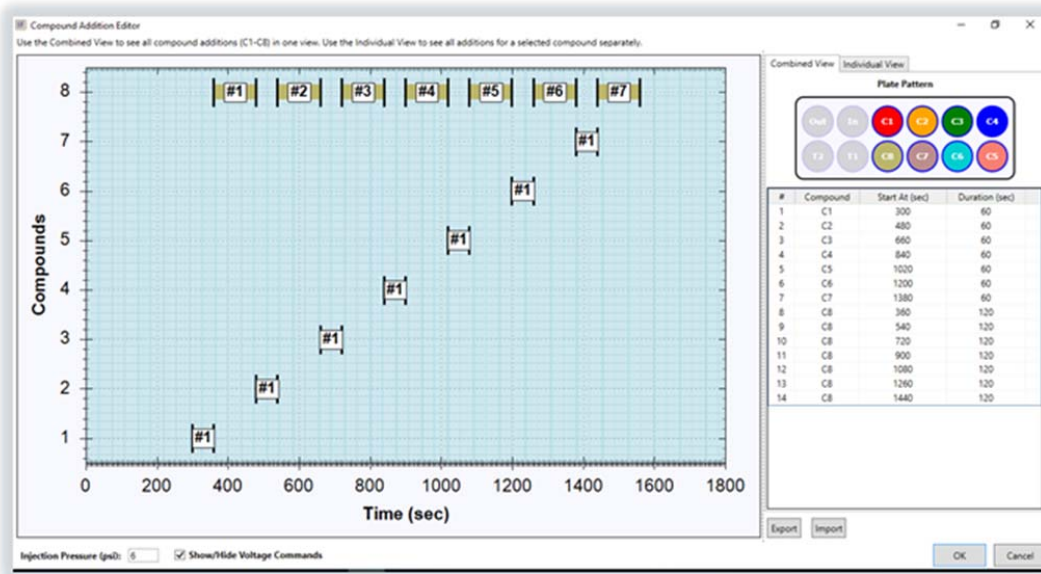 Compound Addition Editor
Use the Combined View to see all compound additions (C1-C8) in one view. Use the Individual View to see all additions for a selected compound separately.
8
#1 #2 #3 #4 #5 #6 #7
7
#1
6
#1
5
#1
4
#1
3
#1
2
#1
1
#1
Compounds
0 200 400 600 800 1000 1200 1400 1600 1800
Time (sec)
Combined View Individual View
Plate Pattern
Out In C1 C2 C3 C4
T2 T1 C8 C7 C6 C5
# Compound Start At (sec) Duration (sec)
1 C1 300 60
2 C2 480 60
3 C3 660 60
4 C4 840 60
5 C5 1020 60
6 C6 1200 60
7 C7 1380 60
8 C8 360 120
9 C8 540 120
10 C8 720 120
11 C8 900 120
12 C8 1080 120
13 C8 1260 120
14 C8 1440 120
Export Import
Injection Pressure (psi): 6 Show/Hide Voltage Commands
OK Cancel